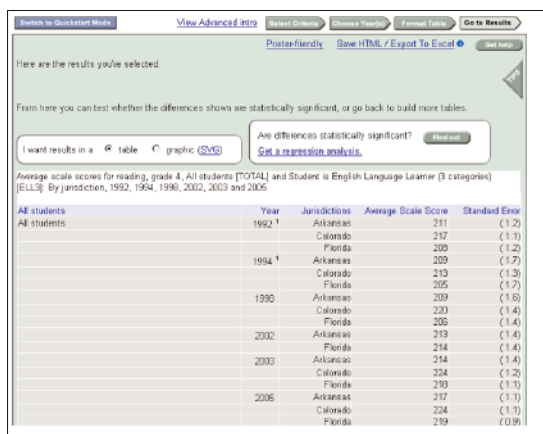 Switch to Quickstart Mode View Advanced intro Select Criteria Choose Year(s) Format Table Go to Results
Printer-friendly Save HTML / Export To Excel Get help
Here are the results you've selected.
TIPS
From here you can test whether the differences shown are statistically significant, or go back to build more tables.
I want results in a table graphic (SVG)
Are differences statistically significant? Find out
Get a regression analysis.
Average scale scores for reading, grade 4, All students [TOTAL] and Student is English Language Learner (3 categories)
[ELL3]: By jurisdiction, 1992, 1994, 1998, 2002, 2003 and
2005
All students Year Jurisdictions Average Scale Score Standard Error
All students 1992 ¹ Arkansas 211 (1.2)
Colorado 217 (1.1)
Florida 208 (1.2)
1994 ¹ Arkansas 209 (1.7)
Colorado 213 (1.3)
Florida 205 (1.7)
1998 Arkansas 209 (1.6)
Colorado 220 (1.4)
Florida 206 (1.4)
2002 Arkansas 213 (1.4)
Florida 214 (1.4)
2003 Arkansas 214 (1.4)
Colorado 224 (1.2)
Florida 218 (1.1)
2005 Arkansas 217 (1.1)
Colorado 224 (1.1)
Florida 219 (0.9)